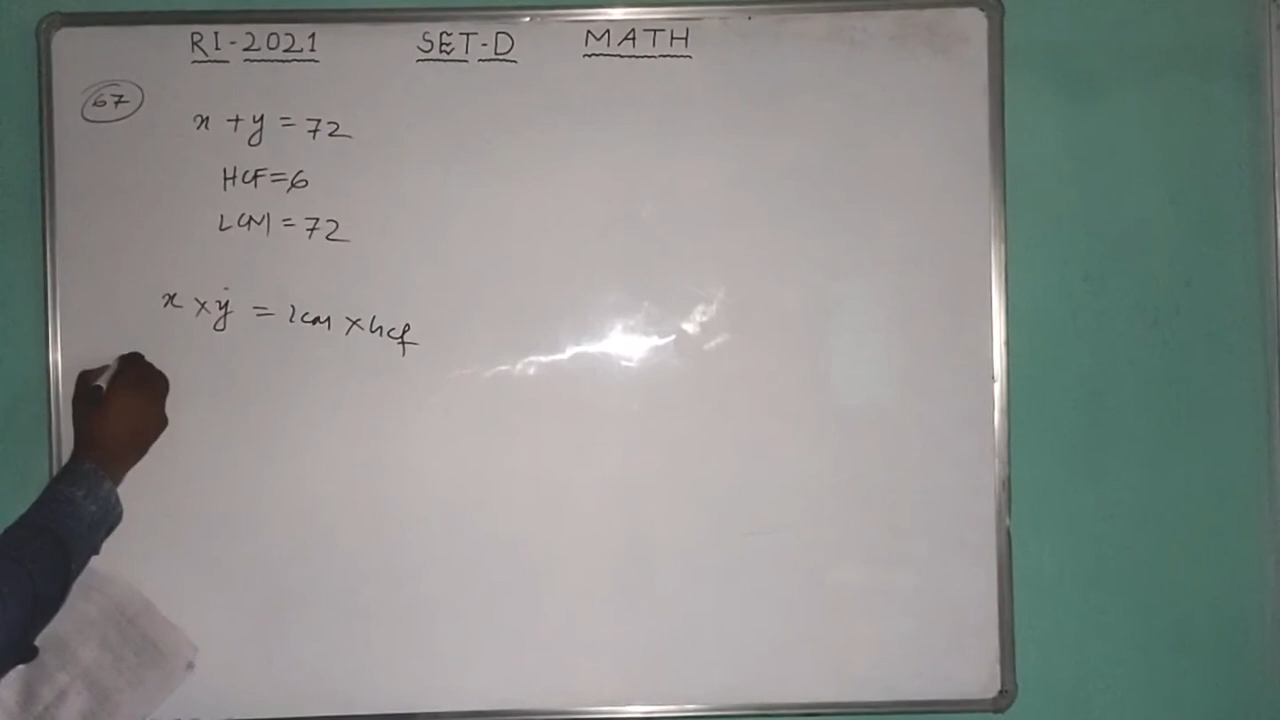 RI-2021 SET-D MATH
67
x + y = 72
HCF = 6
LCM = 72
x × y = lcm × hcf